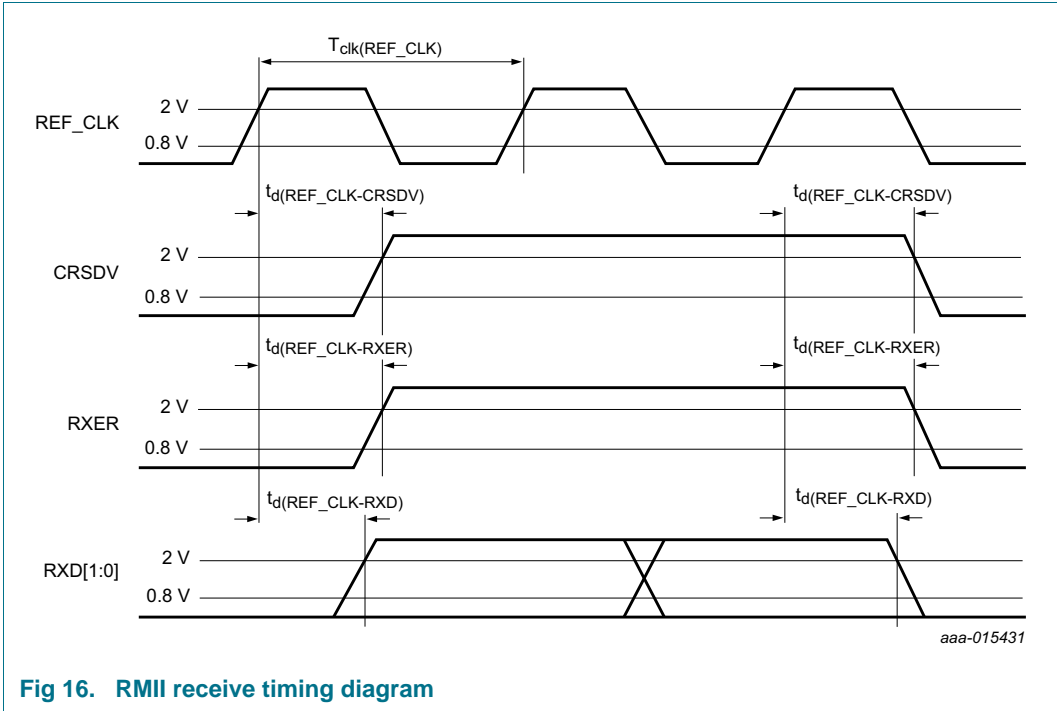 Tclk(REF_CLK)
2 V
REF_CLK
0.8 V
td(REF_CLK-CRSDV) td(REF_CLK-CRSDV)
2 V
CRSDV
0.8 V
td(REF_CLK-RXER) td(REF_CLK-RXER)
2 V
RXER
0.8 V
td(REF_CLK-RXD) td(REF_CLK-RXD)
2 V
RXD[1:0]
0.8 V
aaa-015431
Fig 16. RMII receive timing diagram